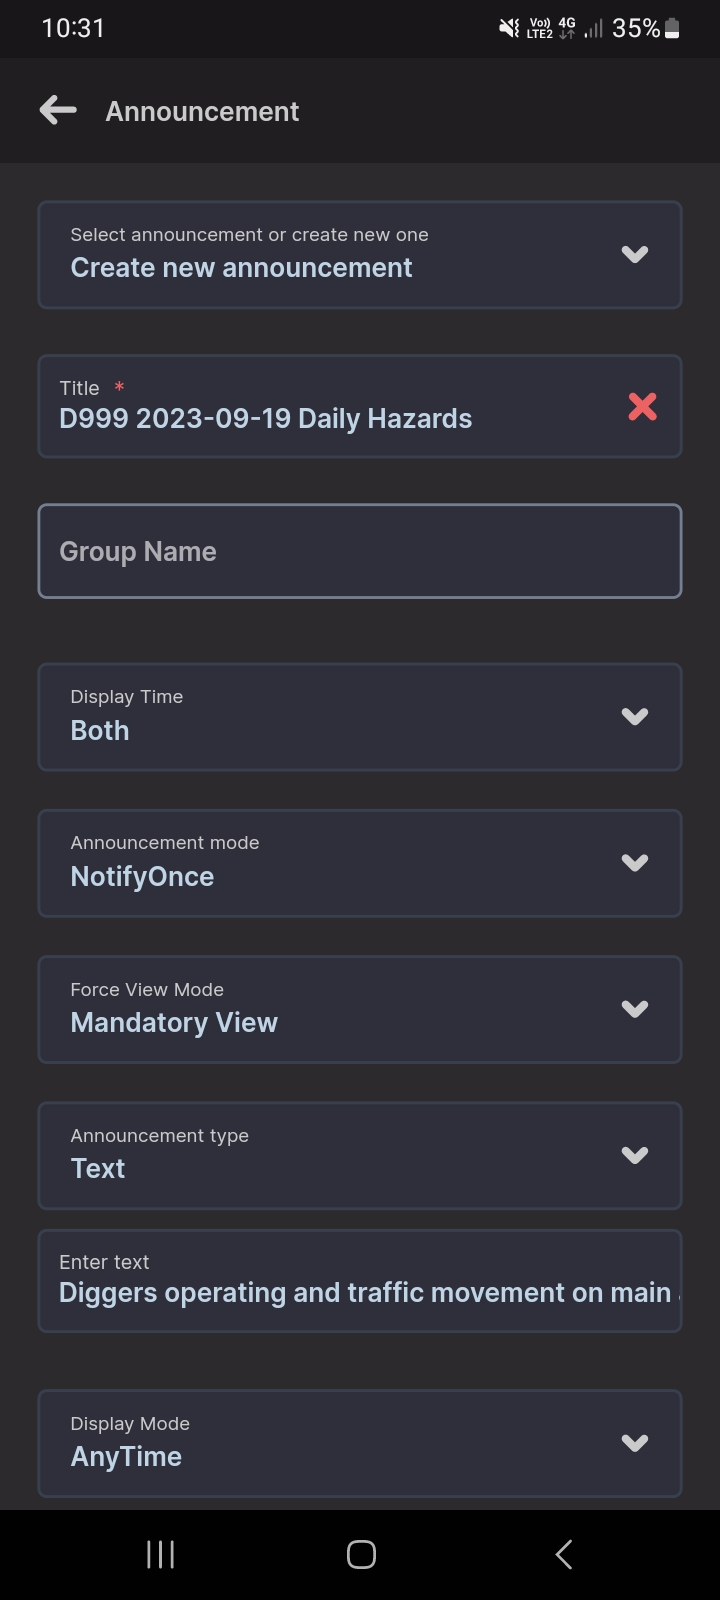 10:31
Vo)) 4G 35%
LTE2
Announcement
Select announcement or create new one
Create new announcement
Title *
D999 2023-09-19 Daily Hazards
Group Name
Display Time
Both
Announcement mode
NotifyOnce
Force View Mode
Mandatory View
Announcement type
Text
Enter text
Diggers operating and traffic movement on main
Display Mode
AnyTime